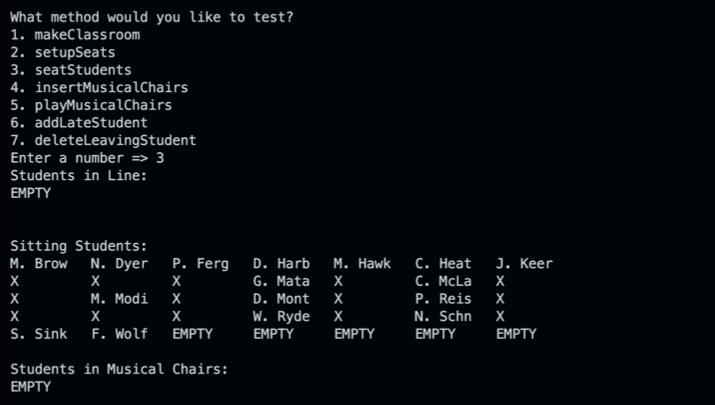 What method would you like to test?
1. makeClassroom
2. setupSeats
3. seatStudents
4. insertMusicalChairs
5. playMusicalChairs
6. addLateStudent
7. deleteLeavingStudent
Enter a number => 3
Students in Line:
EMPTY
Sitting Students:
M. Brow N. Dyer P. Ferg D. Harb M. Hawk C. Heat J. Keer
X X X G. Mata X C. McLa X
X M. Modi X D. Mont X P. Reis X
X X X W. Ryde X N. Schn X
S. Sink F. Wolf EMPTY EMPTY EMPTY EMPTY EMPTY
Students in Musical Chairs:
EMPTY